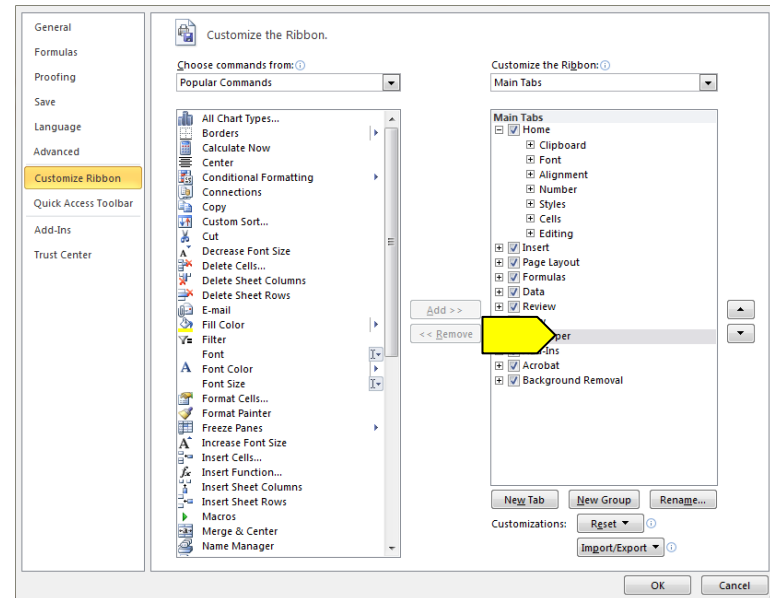 General
Formulas
Proofing
Save
Language
Advanced
Customize Ribbon
Quick Access Toolbar
Add-Ins
Trust Center
Customize the Ribbon.
Choose commands from:
Popular Commands
All Chart Types...
Borders
Calculate Now
Center
Conditional Formatting
Connections
Copy
Custom Sort...
Cut
Decrease Font Size
Delete Cells...
Delete Sheet Columns
Delete Sheet Rows
E-mail
Fill Color
Filter
Font
Font Color
Font Size
Format Cells...
Format Painter
Freeze Panes
Increase Font Size
Insert Cells...
Insert Function...
Insert Sheet Columns
Insert Sheet Rows
Macros
Merge & Center
Name Manager
Add >>
<< Remove
Customize the Ribbon:
Main Tabs
Main Tabs
Home
Clipboard
Font
Alignment
Number
Styles
Cells
Editing
Insert
Page Layout
Formulas
Data
Review
Acrobat
Background Removal
New Tab New Group Rename...
Customizations: Reset
Import/Export
OK Cancel